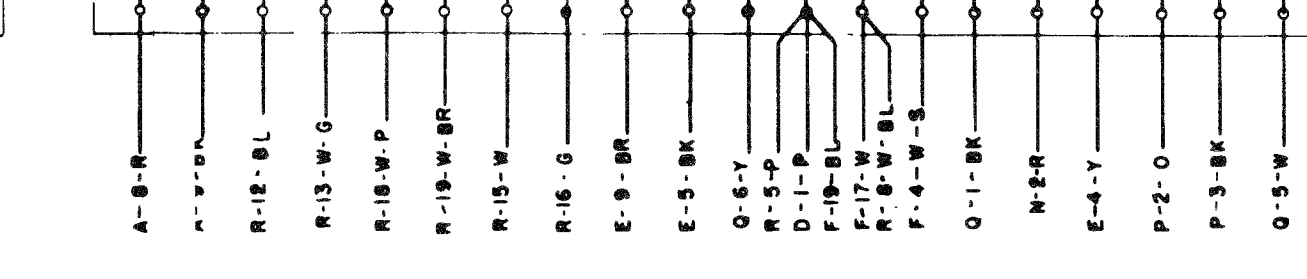 A-8-R
R-12-BL
R-13-W-G
R-18-W-P
R-19-W-BR
R-15-W
R-16-G
E-9-BR
E-5-BK
Q-6-Y
R-5-P
D-1-P
F-19-BL
F-17-W
R-8-W-BL
F-4-W-S
Q-1-BK
N-2-R
E-4-Y
P-2-O
P-3-BK
Q-5-W